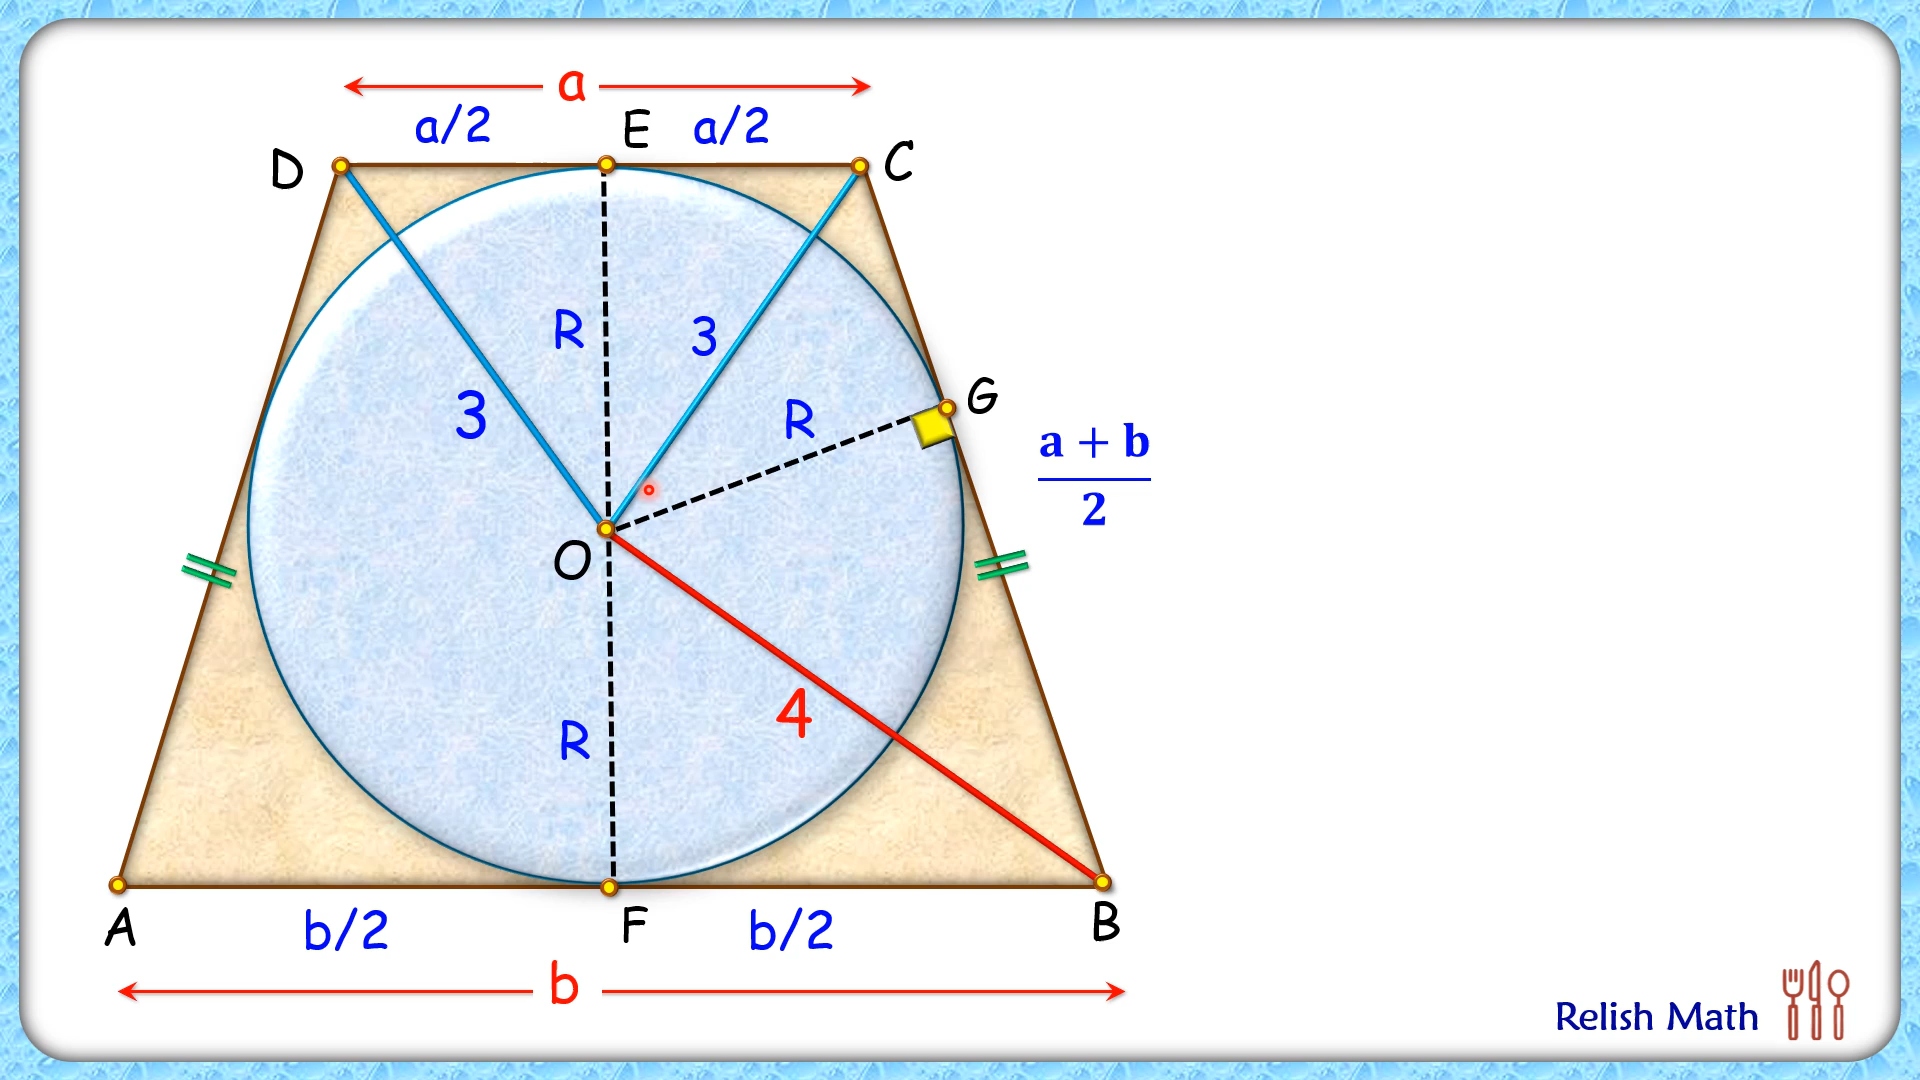 a
a/2 E a/2
D C
R 3
3 R G
a + b
2
O
4
R
A b/2 F b/2 B
b
Relish Math